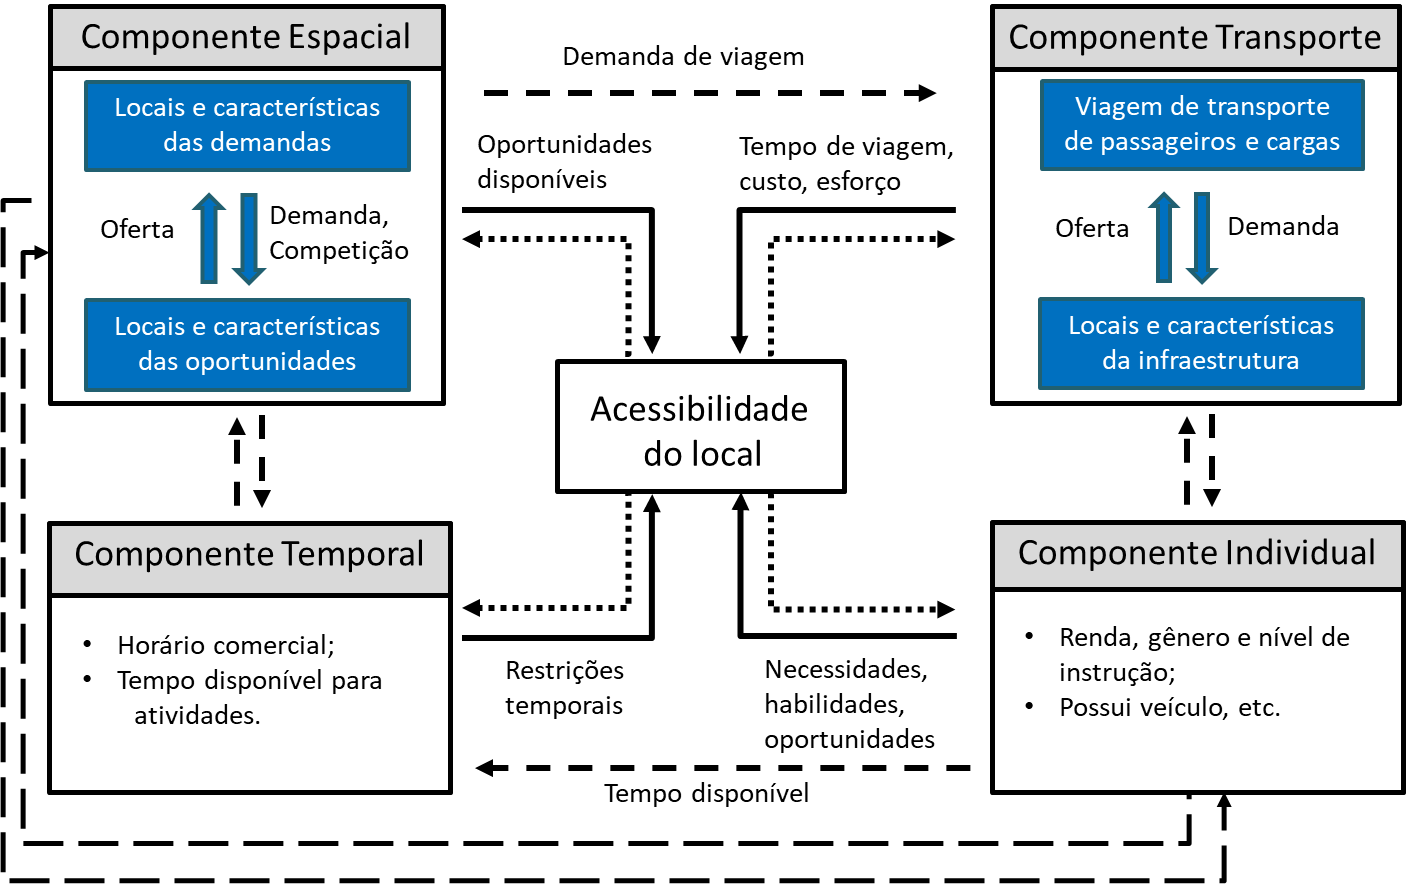 Componente Espacial
Locais e características
das demandas
Oferta
Demanda,
Competição
Locais e características
das oportunidades
Demanda de viagem
Oportunidades
disponíveis
Tempo de viagem,
custo, esforço
Componente Transporte
Viagem de transporte
de passageiros e cargas
Oferta
Demanda
Locais e características
da infraestrutura
Acessibilidade
do local
Componente Temporal
• Horário comercial;
• Tempo disponível para
atividades.
Restrições
temporais
Necessidades,
habilidades,
oportunidades
Tempo disponível
Componente Individual
• Renda, gênero e nível de
instrução;
• Possui veículo, etc.